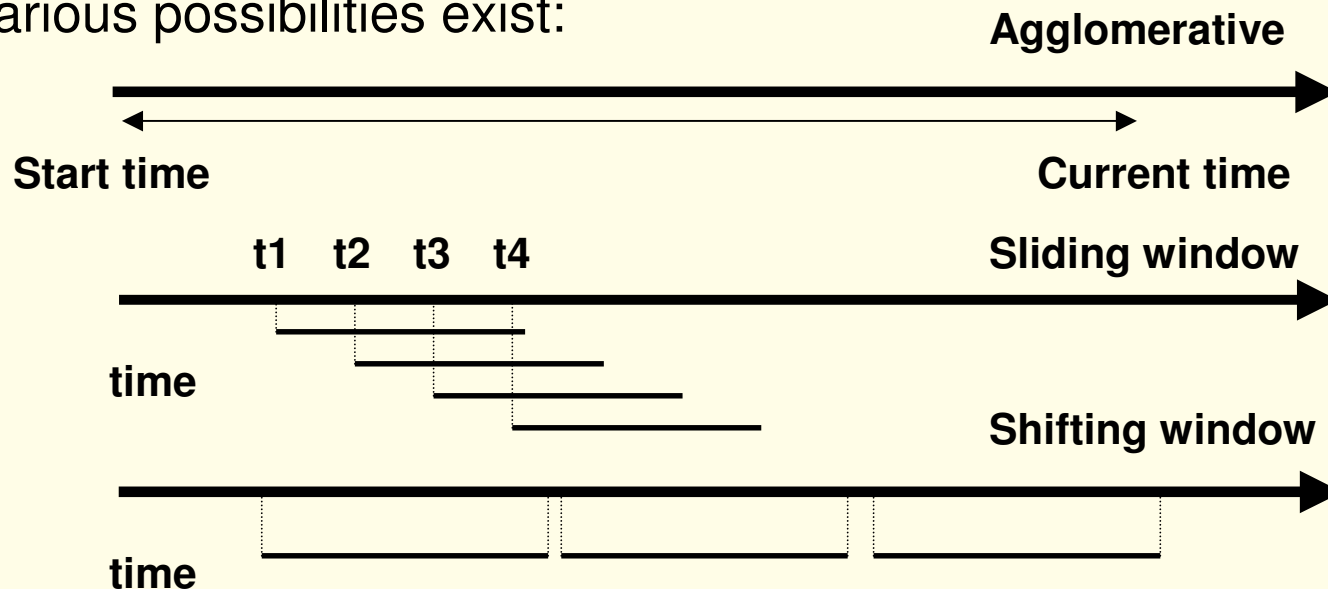 arious possibilities exist:
Agglomerative
Start time
Current time
t1 t2 t3 t4
Sliding window
time
Shifting window
time